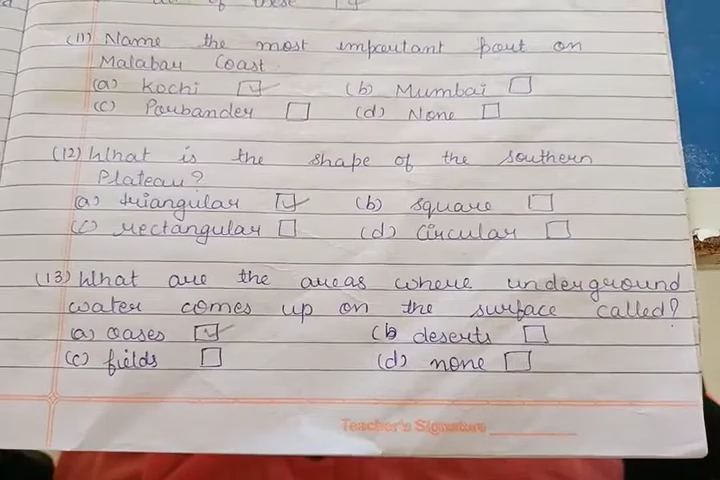 of these
(11) Name the most important port on
Malabar Coast
(a) Kochi (b) Mumbai
(c) Porbander (d) None
(12) What is the shape of the southern
Plateau?
(a) triangular (b) square
(c) rectangular (d) circular
(13) What are the areas where underground
water comes up on the surface called?
(a) oases (b deserts
(c) fields (d) none
Teacher's Signature